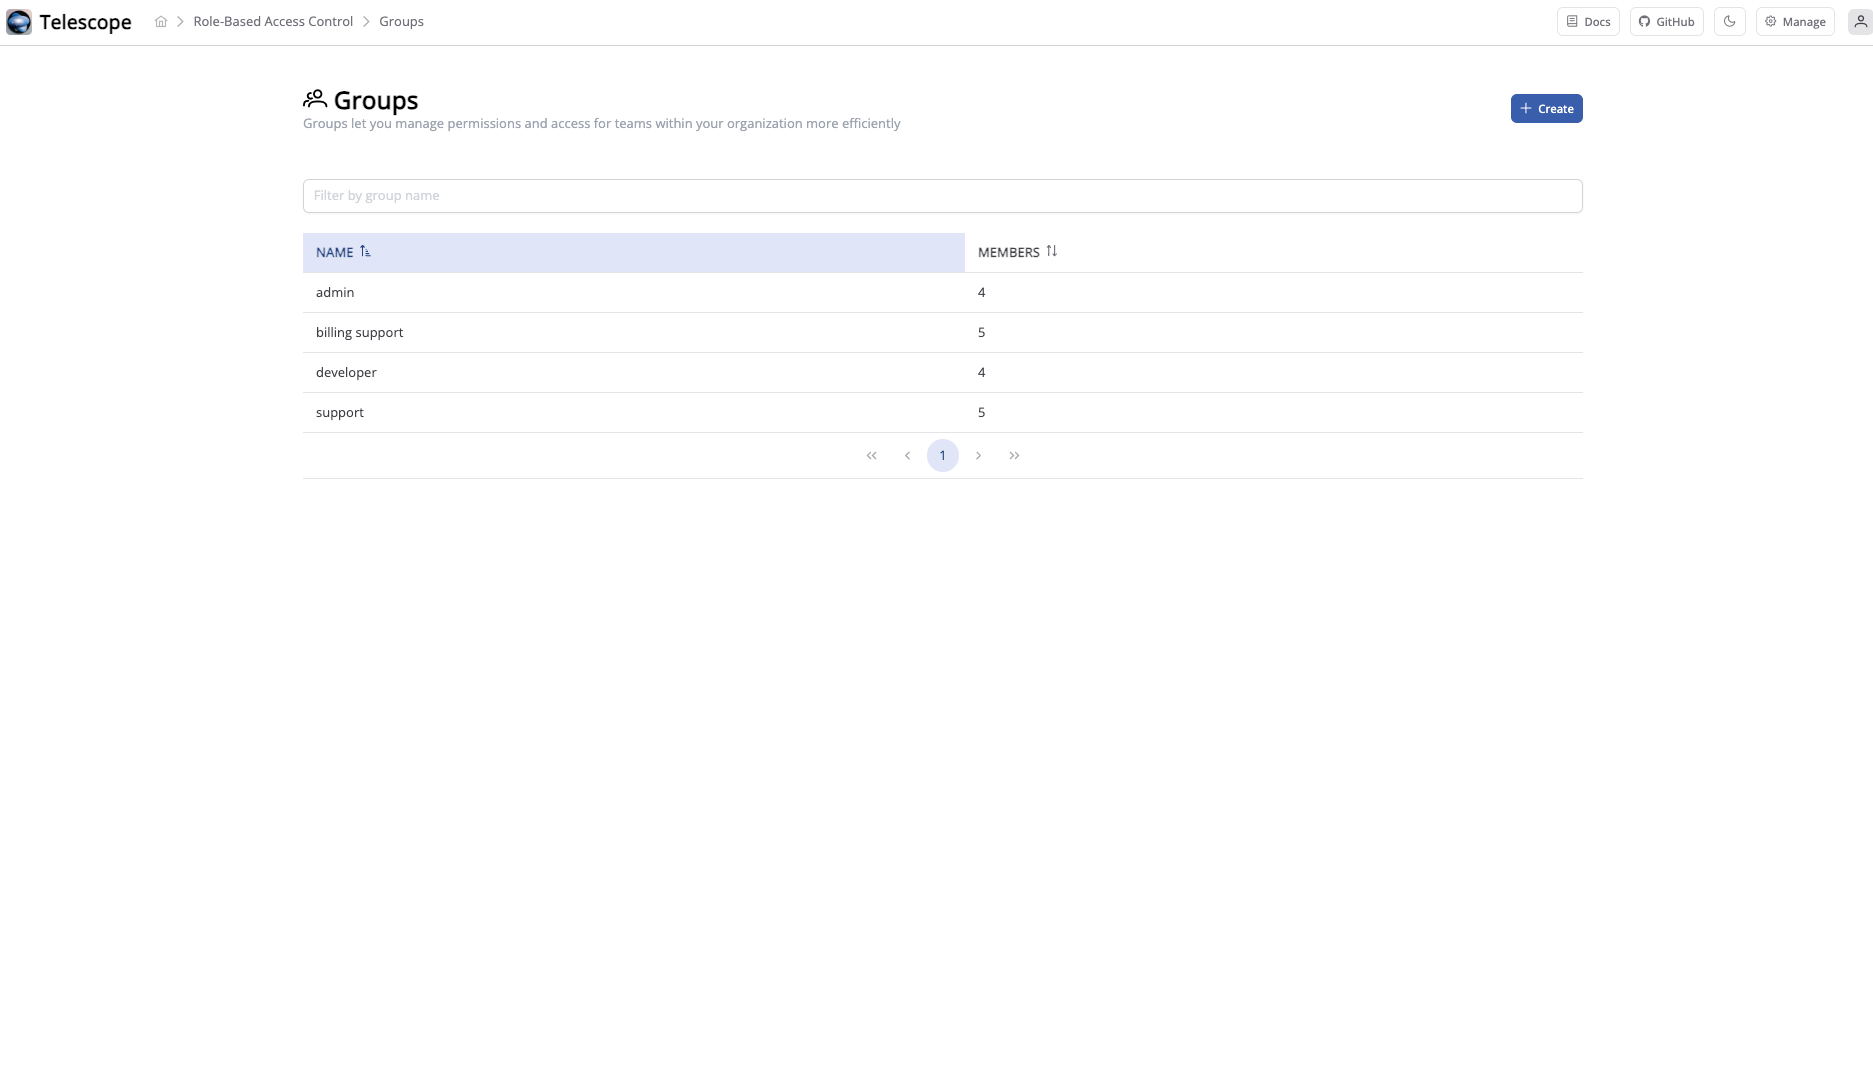 Telescope
Role-Based Access Control
Groups
Docs
GitHub
Manage
Groups
Groups let you manage permissions and access for teams within your organization more efficiently
Create
Filter by group name
NAME
MEMBERS
admin
4
billing support
5
developer
4
support
5
1